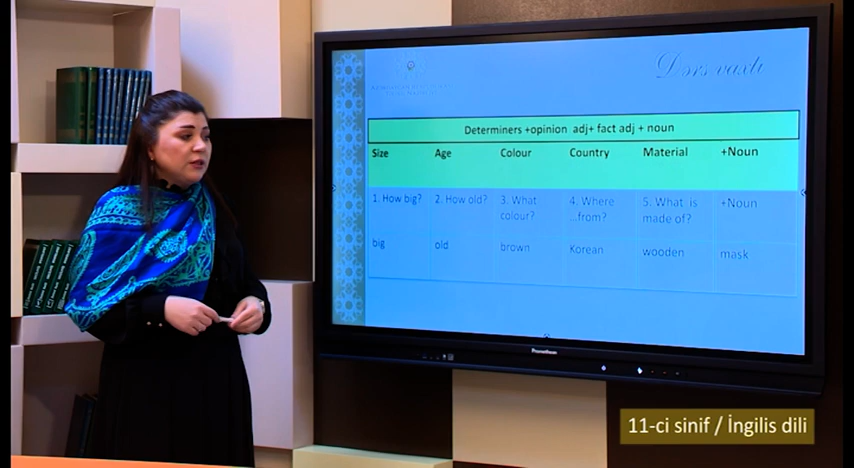 Dərs vaxtı
Determiners +opinion adj+ fact adj + noun
Size Age Colour Country Material +Noun
1. How big? 2. How old? 3. What colour? 4. Where ...from? 5. What is made of? +Noun
big old brown Korean wooden mask
Promethean
11-ci sinif / İngilis dili